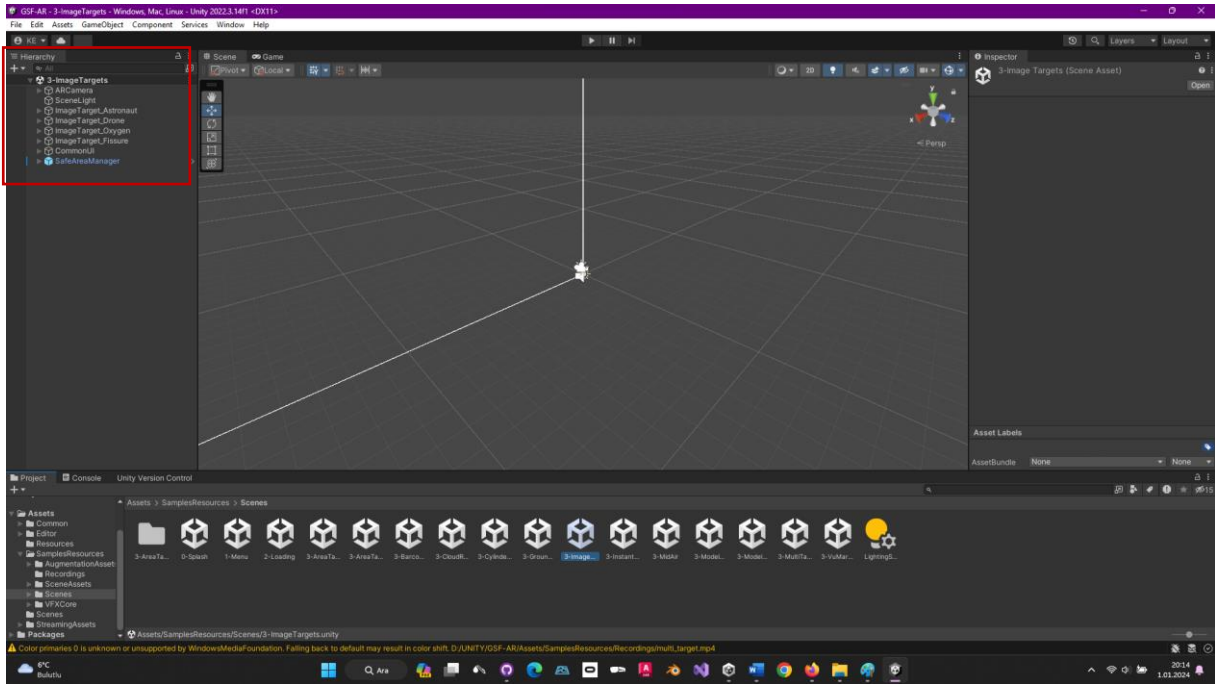 GSF-AR - 3-ImageTargets - Windows, Mac, Linux - Unity 2022.3.14f1 <DX11>
File Edit Assets GameObject Component Services Window Help
KE
Layers Layout
Hierarchy
All
3-ImageTargets
ARCamera
SceneLight
ImageTarget_Astronaut
ImageTarget_Drone
ImageTarget_Oxygen
ImageTarget_Fissure
CommonUI
SafeAreaManager
Scene Game
Pivot Local
2D
y
x z
Persp
Inspector
3-Image Targets (Scene Asset)
Open
Asset Labels
AssetBundle None None
Project Console Unity Version Control
15
Assets > SamplesResources > Scenes
Assets
Common
Editor
Resources
SamplesResources
AugmentationAsset
Recordings
SceneAssets
Scenes
VFXCore
Scenes
StreamingAssets
Packages
3-AreaTa... 0-Splash 1-Menu 2-Loading 3-AreaTa... 3-AreaTa... 3-Barco... 3-CloudR... 3-Cylinde... 3-Groun... 3-Image... 3-Instant... 3-MidAir 3-Model... 3-Model... 3-MultiTa... 3-VuMar... LightingS...
Assets/SamplesResources/Scenes/3-ImageTargets.unity
Color primaries 0 is unknown or unsupported by WindowsMediaFoundation. Falling back to default may result in color shift. D:/UNITY/GSF-AR/Assets/SamplesResources/Recordings/multi_target.mp4
6°C
Bulutlu
Ara
20:14
1.01.2024